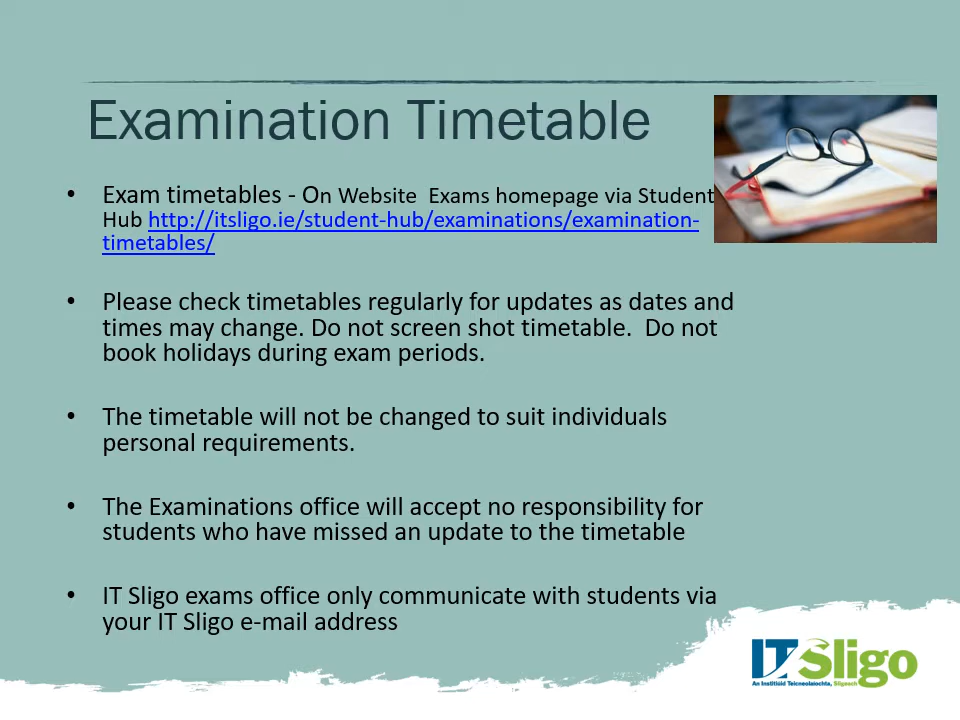 Examination Timetable
• Exam timetables - On Website  Exams homepage via Student
Hub http://itsligo.ie/student-hub/examinations/examination-
timetables/
• Please check timetables regularly for updates as dates and
times may change. Do not screen shot timetable.  Do not
book holidays during exam periods.
• The timetable will not be changed to suit individuals
personal requirements.
• The Examinations office will accept no responsibility for
students who have missed an update to the timetable
• IT Sligo exams office only communicate with students via
your IT Sligo e-mail address
IT Sligo
An Institiúid Teicneolaíochta, Sligeach